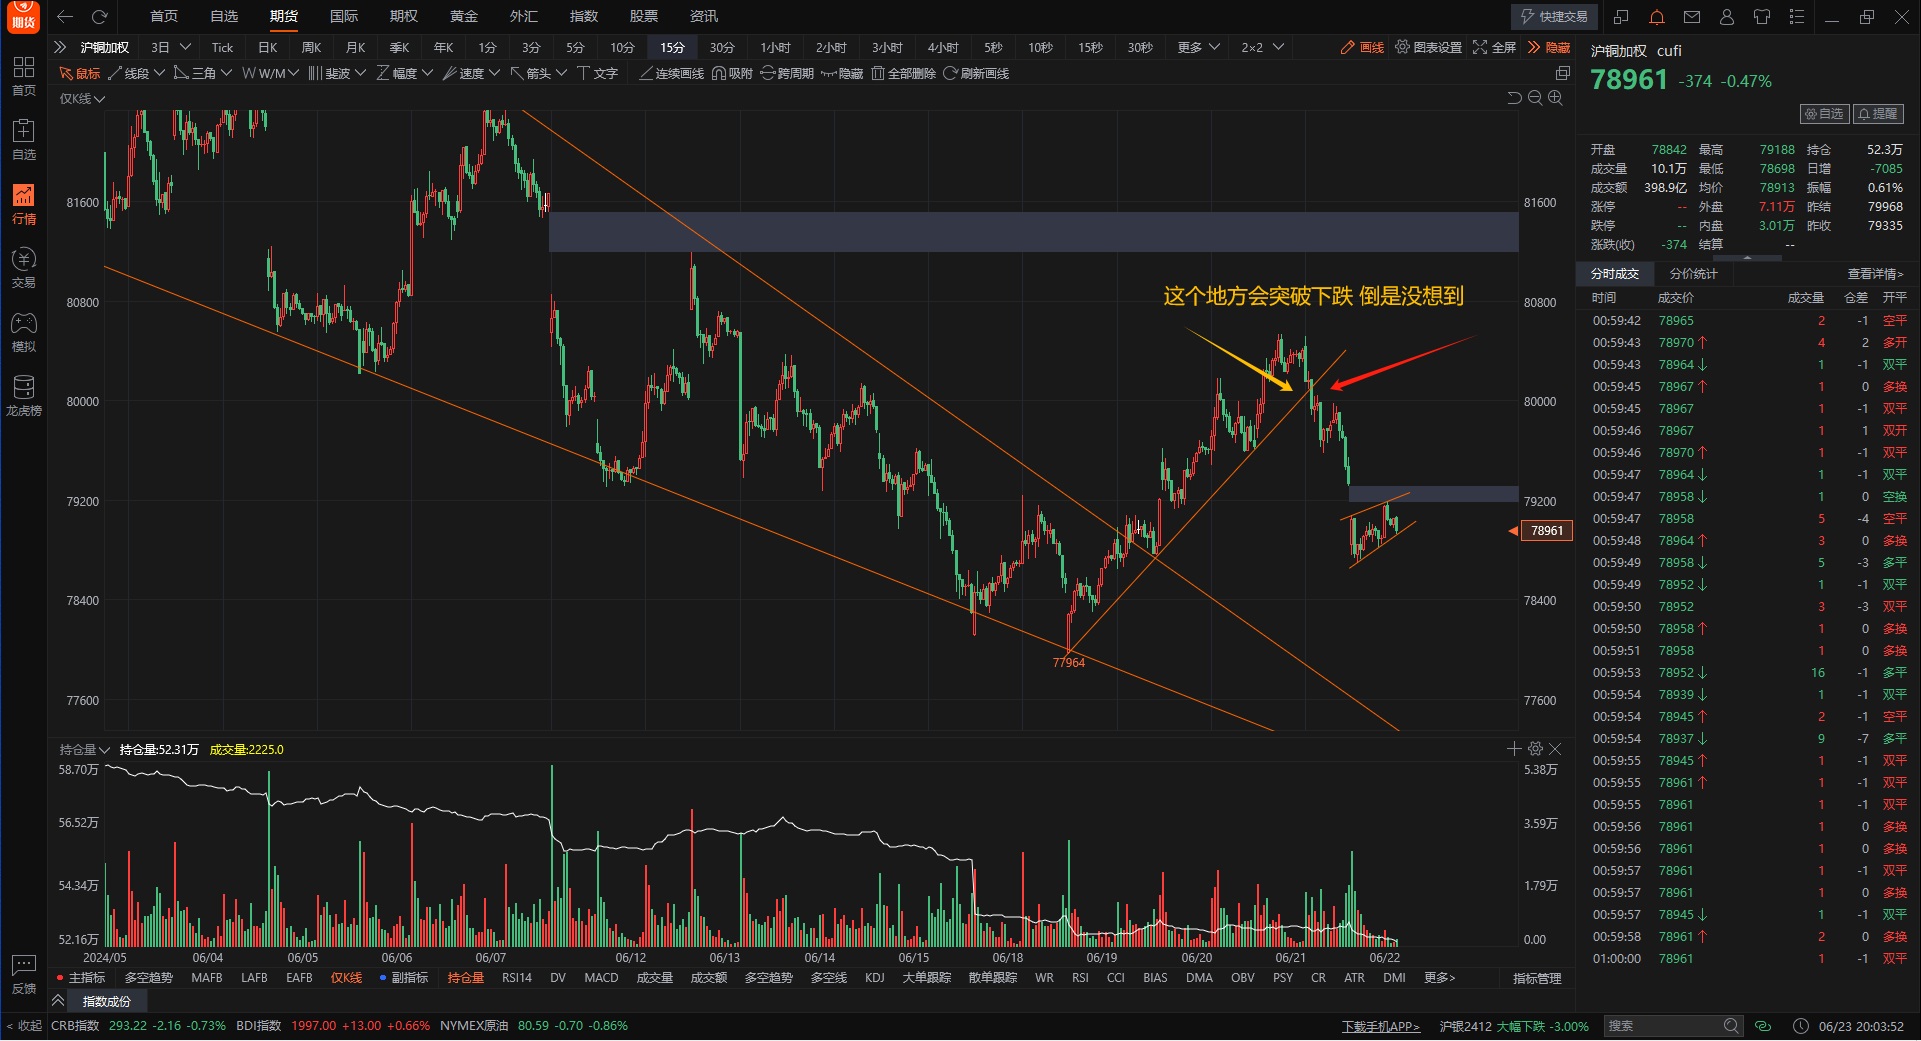 期货
首页 自选 期货 国际 期权 黄金 外汇 指数 股票 资讯
快捷交易
沪铜加权 3日 Tick 日K 周K 月K 季K 年K 1分 3分 5分 10分 15分 30分 1小时 2小时 3小时 4小时 5秒 10秒 15秒 30秒 更多 2×2
画线 图表设置 全屏 隐藏
鼠标 线段 三角 W/M 斐波 幅度 速度 箭头 文字 连续画线 吸附 跨周期 隐藏 全部删除 刷新画线
仅K线
首页
自选
行情
交易
模拟
龙虎榜
反馈
< 收起
81600 81600
80800 80800
80000 80000
79200 79200
78400 78400
77600 77600
这个地方会突破下跌 倒是没想到
78961
77964
持仓量 持仓量:52.31万 成交量:2225.0
58.70万 5.38万
56.52万 3.59万
54.34万 1.79万
52.16万 0.00
2024/05 06/04 06/05 06/06 06/07 06/12 06/13 06/14 06/15 06/18 06/19 06/20 06/21 06/22
主指标 多空趋势 MAFB LAFB EAFB 仅K线 副指标 持仓量 RSI14 DV MACD 成交量 成交额 多空趋势 多空线 KDJ 大单跟踪 散单跟踪 WR RSI CCI BIAS DMA OBV PSY CR ATR DMI 更多> 指标管理
指数成份
沪铜加权 cufi
78961 -374 -0.47%
自选 提醒
开盘 78842 最高 79188 持仓 52.3万
成交量 10.1万 最低 78698 日增 -7085
成交额 398.9亿 均价 78913 振幅 0.61%
涨停 -- 外盘 7.11万 昨结 79968
跌停 -- 内盘 3.01万 昨收 79335
涨跌(收) -374 结算 --
分时成交 分价统计 查看详情>
时间 成交价 成交量 仓差 开平
00:59:42 78965 2 -1 空平
00:59:43 78970 ↑ 4 2 多开
00:59:43 78964 ↓ 1 -1 双平
00:59:45 78967 ↑ 1 0 多换
00:59:45 78967 1 -1 双平
00:59:46 78967 1 1 双开
00:59:46 78970 ↑ 1 -1 双平
00:59:47 78964 ↓ 1 -1 双平
00:59:47 78958 ↓ 1 0 空换
00:59:47 78958 5 -4 空平
00:59:48 78964 ↑ 3 0 多换
00:59:49 78958 ↓ 5 -3 多平
00:59:49 78952 ↓ 1 -1 双平
00:59:50 78952 3 -3 双平
00:59:50 78958 ↑ 1 0 多换
00:59:51 78958 1 0 多换
00:59:53 78952 ↓ 16 -1 多平
00:59:54 78939 ↓ 1 -1 双平
00:59:54 78945 ↑ 2 -1 空平
00:59:54 78937 ↓ 9 -7 多平
00:59:55 78945 ↑ 1 -1 双平
00:59:55 78961 ↑ 1 -1 双平
00:59:55 78961 1 -1 双平
00:59:56 78961 1 0 多换
00:59:56 78961 1 0 多换
00:59:57 78961 1 -1 双平
00:59:57 78961 1 0 多换
00:59:57 78945 ↓ 1 -1 双平
00:59:58 78961 ↑ 2 0 多换
01:00:00 78961 1 -1 双平
CRB指数 293.22 -2.16 -0.73% BDI指数 1997.00 +13.00 +0.66% NYMEX原油 80.59 -0.70 -0.86%
下载手机APP> 沪银2412 大幅下跌 -3.00% 搜索 06/23 20:03:52